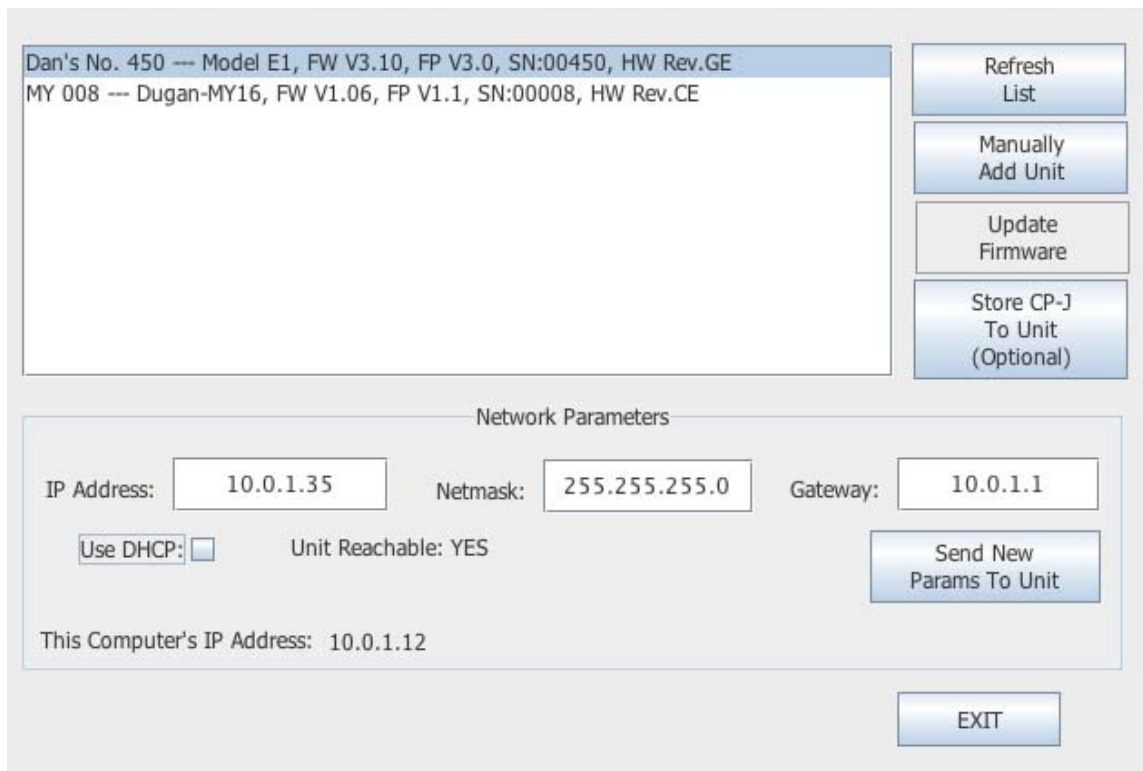 Dan's No. 450 --- Model E1, FW V3.10, FP V3.0, SN:00450, HW Rev.GE
MY 008 --- Dugan-MY16, FW V1.06, FP V1.1, SN:00008, HW Rev.CE
Refresh
List
Manually
Add Unit
Update
Firmware
Store CP-J
To Unit
(Optional)
Network Parameters
IP Address: 10.0.1.35 Netmask: 255.255.255.0 Gateway: 10.0.1.1
Use DHCP: Unit Reachable: YES
Send New
Params To Unit
This Computer's IP Address: 10.0.1.12
EXIT